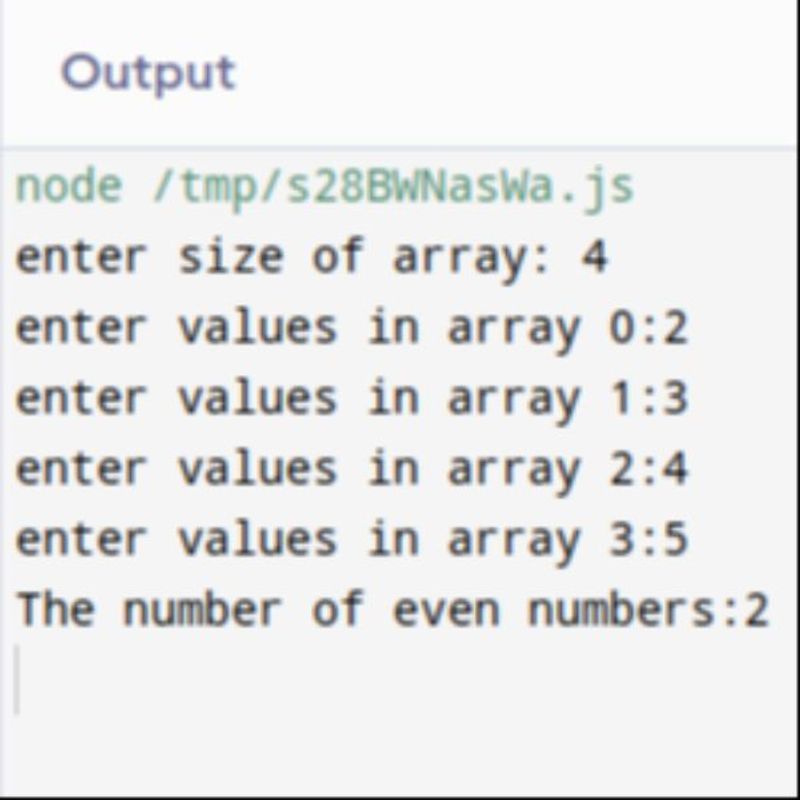 Output
node /tmp/s28BWNasWa.js
enter size of array: 4
enter values in array 0:2
enter values in array 1:3
enter values in array 2:4
enter values in array 3:5
The number of even numbers:2